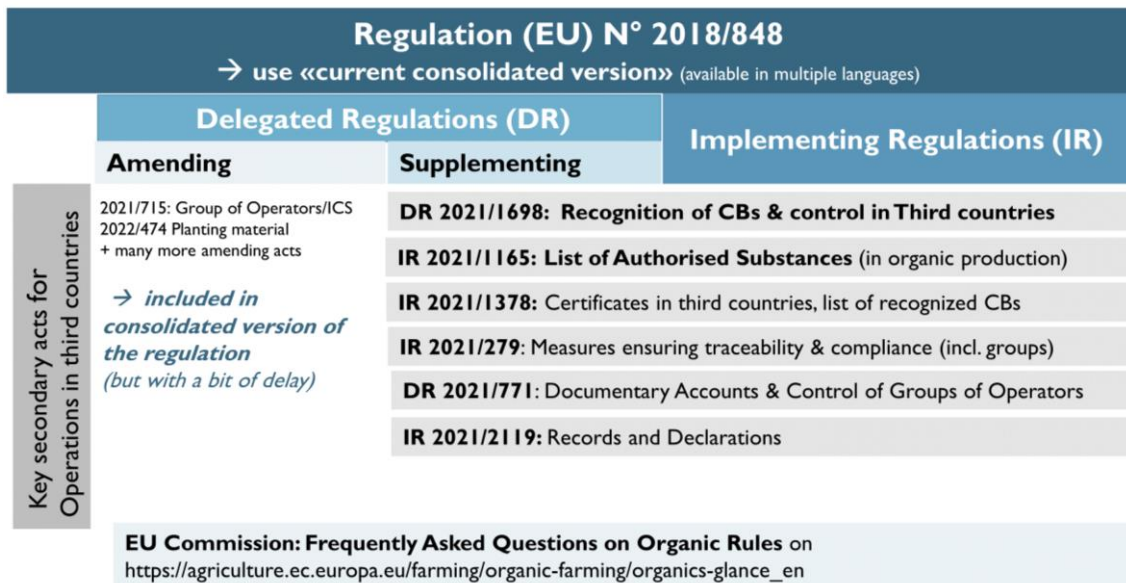 Regulation (EU) N° 2018/848
→ use «current consolidated version» (available in multiple languages)
Delegated Regulations (DR)
Implementing Regulations (IR)
Amending
Supplementing
Key secondary acts for
Operations in third countries
2021/715: Group of Operators/ICS
2022/474 Planting material
+ many more amending acts
→ included in
consolidated version of
the regulation
(but with a bit of delay)
DR 2021/1698: Recognition of CBs & control in Third countries
IR 2021/1165: List of Authorised Substances (in organic production)
IR 2021/1378: Certificates in third countries, list of recognized CBs
IR 2021/279: Measures ensuring traceability & compliance (incl. groups)
DR 2021/771: Documentary Accounts & Control of Groups of Operators
IR 2021/2119: Records and Declarations
EU Commission: Frequently Asked Questions on Organic Rules on
https://agriculture.ec.europa.eu/farming/organic-farming/organics-glance_en